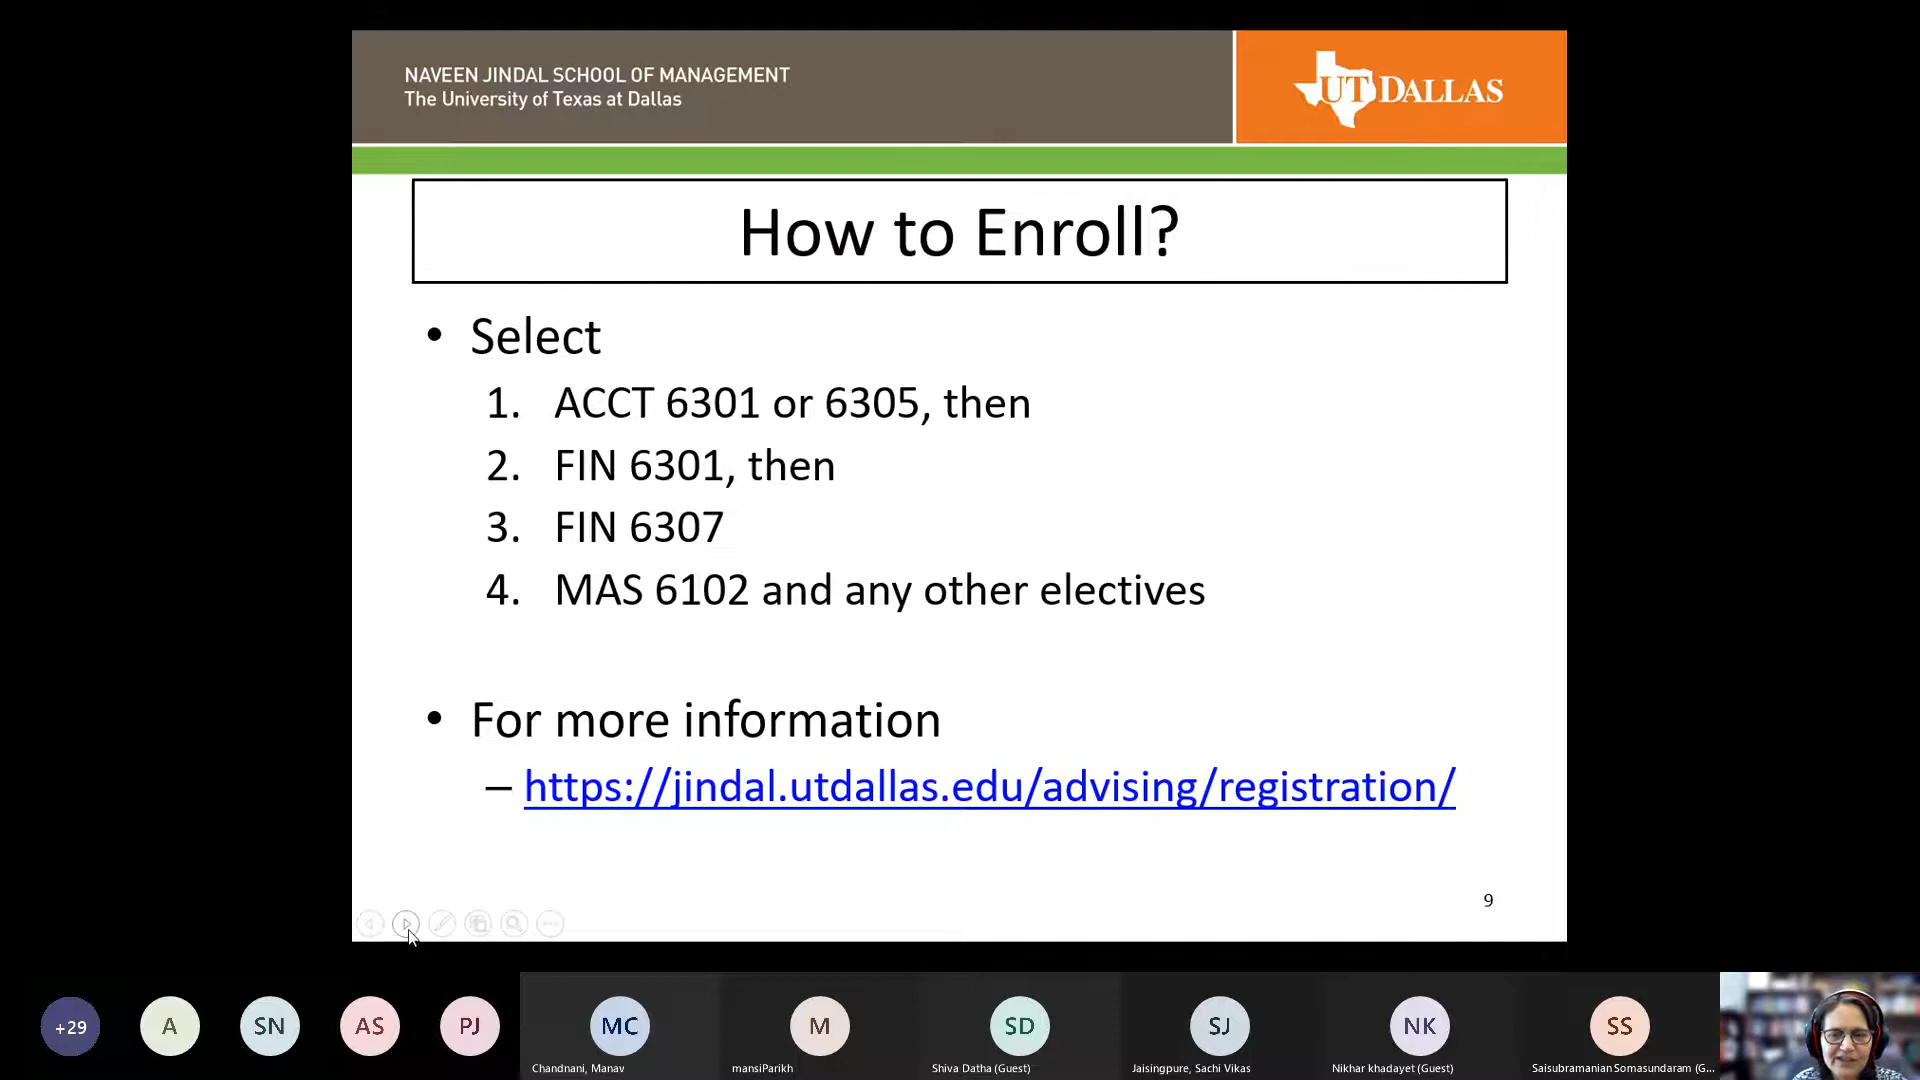 NAVEEN JINDAL SCHOOL OF MANAGEMENT
The University of Texas at Dallas
UT DALLAS
How to Enroll?
• Select
1. ACCT 6301 or 6305, then
2. FIN 6301, then
3. FIN 6307
4. MAS 6102 and any other electives
• For more information
– https://jindal.utdallas.edu/advising/registration/
9
+29
A
SN
AS
PJ
MC
M
SD
SJ
NK
SS
Chandnani, Manav
mansiParikh
Shiva Datha (Guest)
Jaisingpure, Sachi Vikas
Nikhar khadayet (Guest)
Saisubramanian Somasundaram (G...